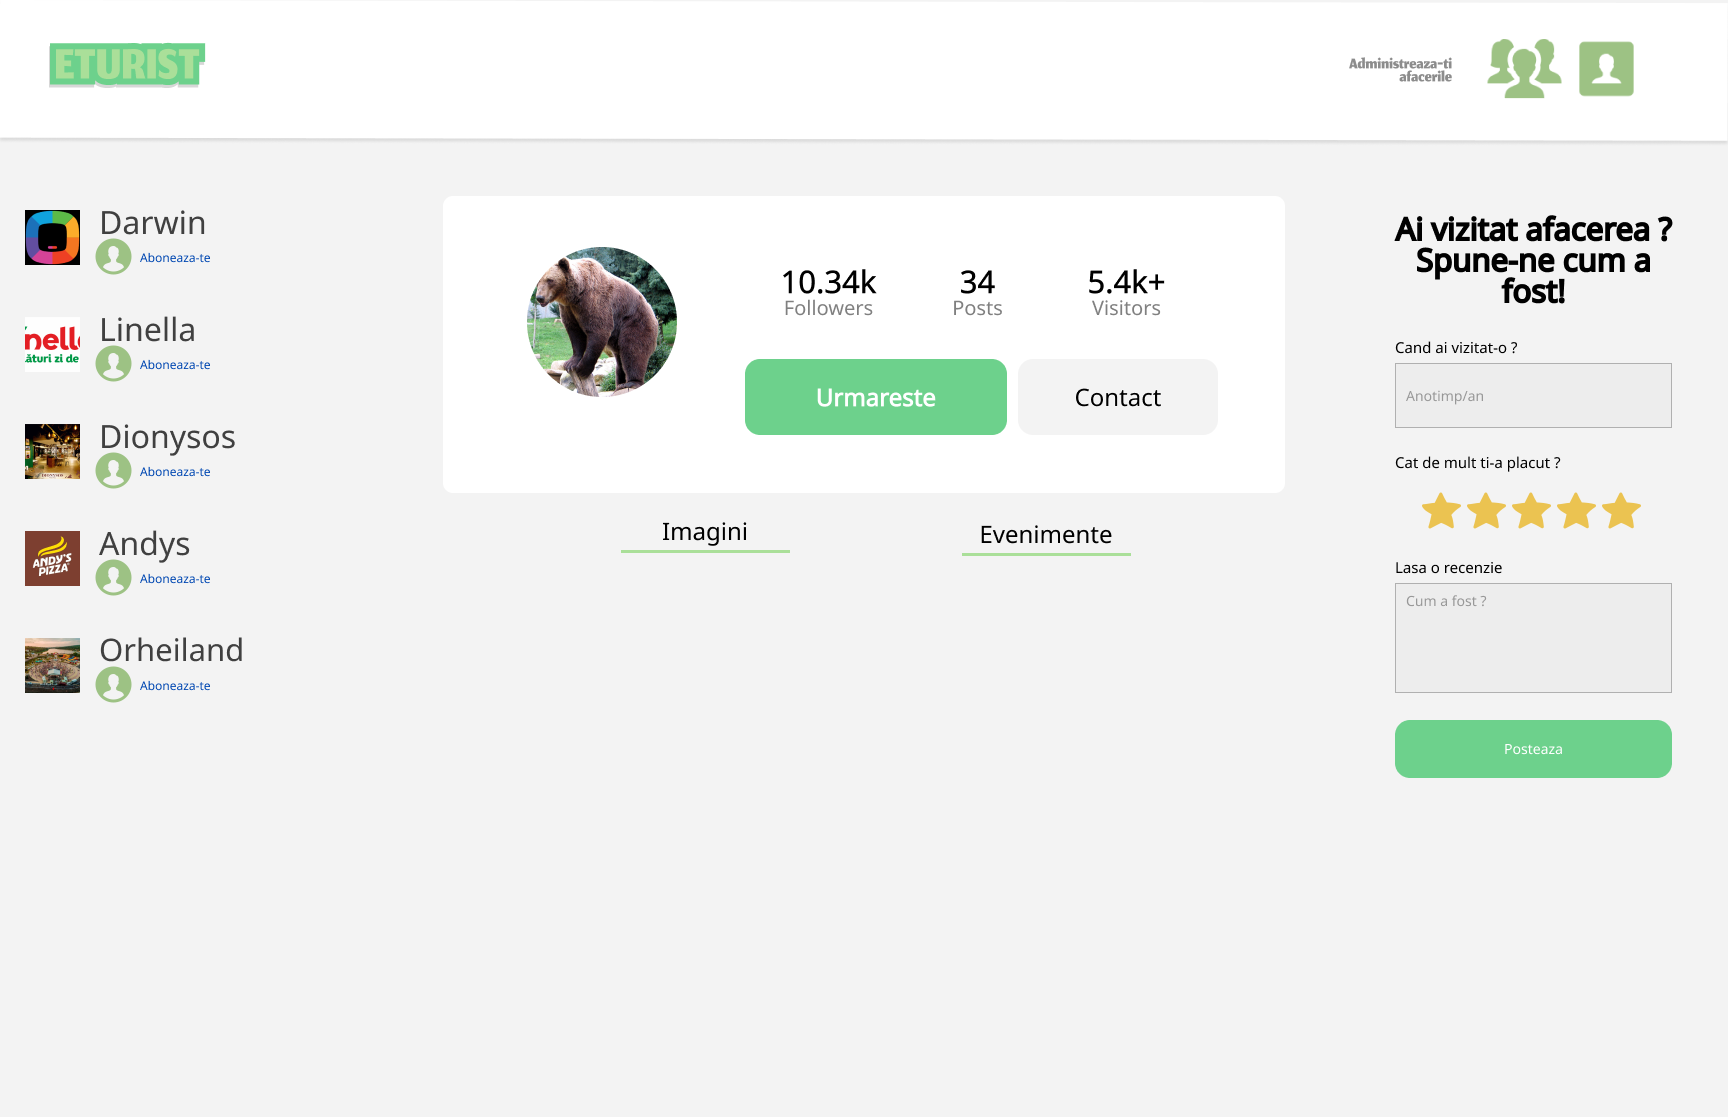 ETURIST
Administreaza-ti
afacerile
Darwin
Aboneaza-te
Linella
Aboneaza-te
nell
ături zi de
Dionysos
Aboneaza-te
Andys
Aboneaza-te
ANDY'S
PIZZA
Orheiland
Aboneaza-te
10.34k
Followers
34
Posts
5.4k+
Visitors
Urmareste
Contact
Imagini
Evenimente
Ai vizitat afacerea ?
Spune-ne cum a
fost!
Cand ai vizitat-o ?
Anotimp/an
Cat de mult ti-a placut ?
Lasa o recenzie
Cum a fost ?
Posteaza